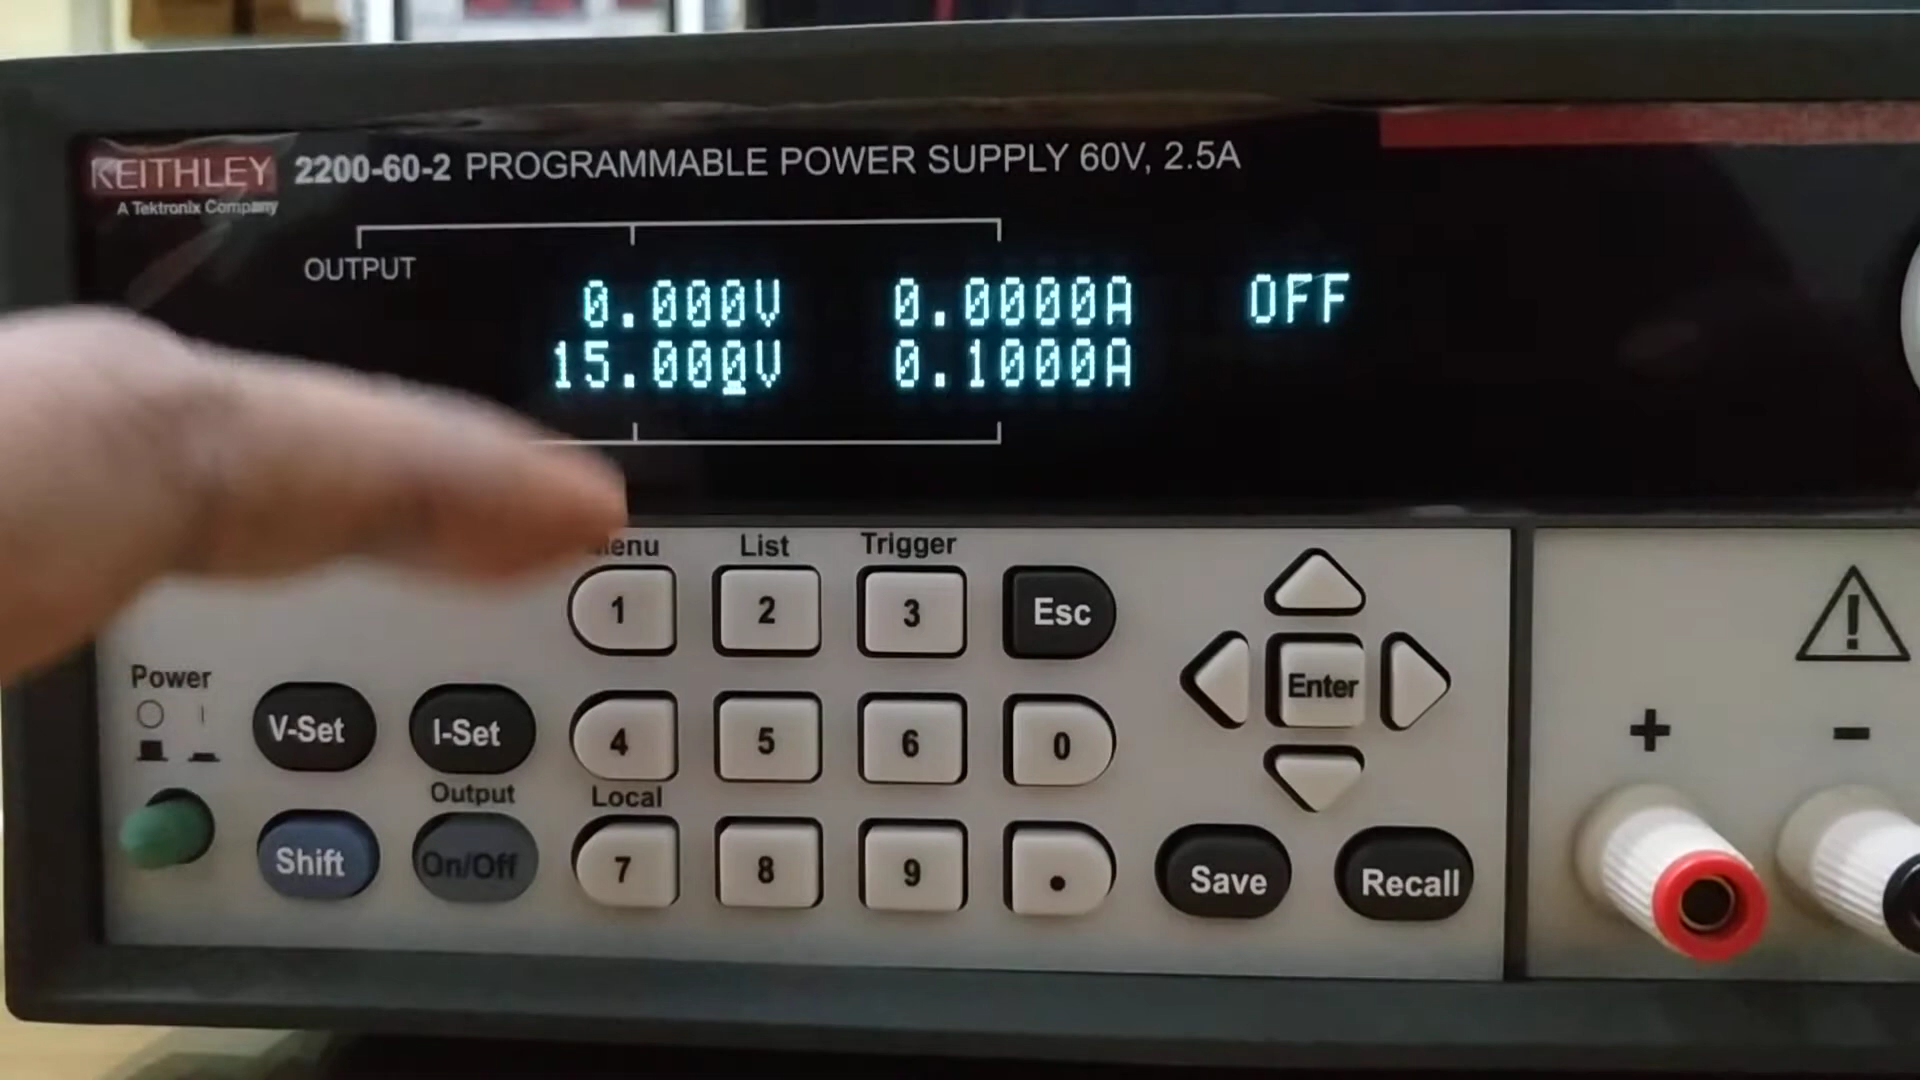 KEITHLEY 2200-60-2 PROGRAMMABLE POWER SUPPLY 60V, 2.5A
A Tektronix Company
OUTPUT
0.000V 0.0000A OFF
15.000V 0.1000A
List Trigger
1 2 3 Esc
Power
V-Set I-Set 4 5 6 0 Enter
+ -
Output Local
Shift On/Off 7 8 9 . Save Recall